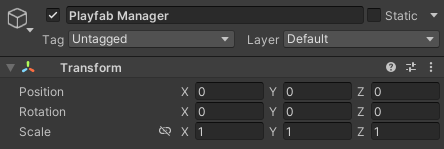 Playfab Manager Static
Tag Untagged Layer Default
Transform
Position X 0 Y 0 Z 0
Rotation X 0 Y 0 Z 0
Scale X 1 Y 1 Z 1